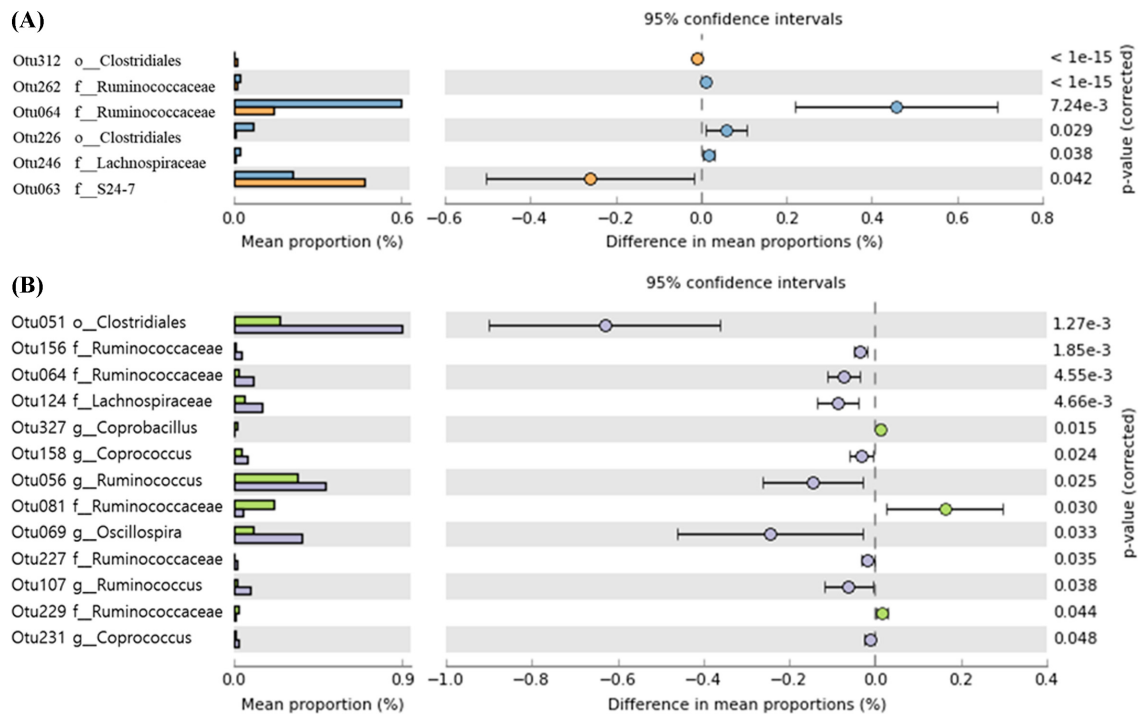 (A)
95% confidence intervals
Otu312 o__Clostridiales < 1e-15
Otu262 f__Ruminococcaceae < 1e-15
Otu064 f__Ruminococcaceae 7.24e-3
Otu226 o__Clostridiales 0.029
Otu246 f__Lachnospiraceae 0.038
Otu063 f__S24-7 0.042
p-value (corrected)
0.0 0.6 −0.6 −0.4 −0.2 0.0 0.2 0.4 0.6 0.8
Mean proportion (%) Difference in mean proportions (%)
(B)
95% confidence intervals
Otu051 o__Clostridiales 1.27e-3
Otu156 f__Ruminococcaceae 1.85e-3
Otu064 f__Ruminococcaceae 4.55e-3
Otu124 f__Lachnospiraceae 4.66e-3
Otu327 g__Coprobacillus 0.015
Otu158 g__Coprococcus 0.024
Otu056 g__Ruminococcus 0.025
Otu081 f__Ruminococcaceae 0.030
Otu069 g__Oscillospira 0.033
Otu227 f__Ruminococcaceae 0.035
Otu107 g__Ruminococcus 0.038
Otu229 f__Ruminococcaceae 0.044
Otu231 g__Coprococcus 0.048
p-value (corrected)
0.0 0.9 −1.0 −0.8 −0.6 −0.4 −0.2 0.0 0.2 0.4
Mean proportion (%) Difference in mean proportions (%)